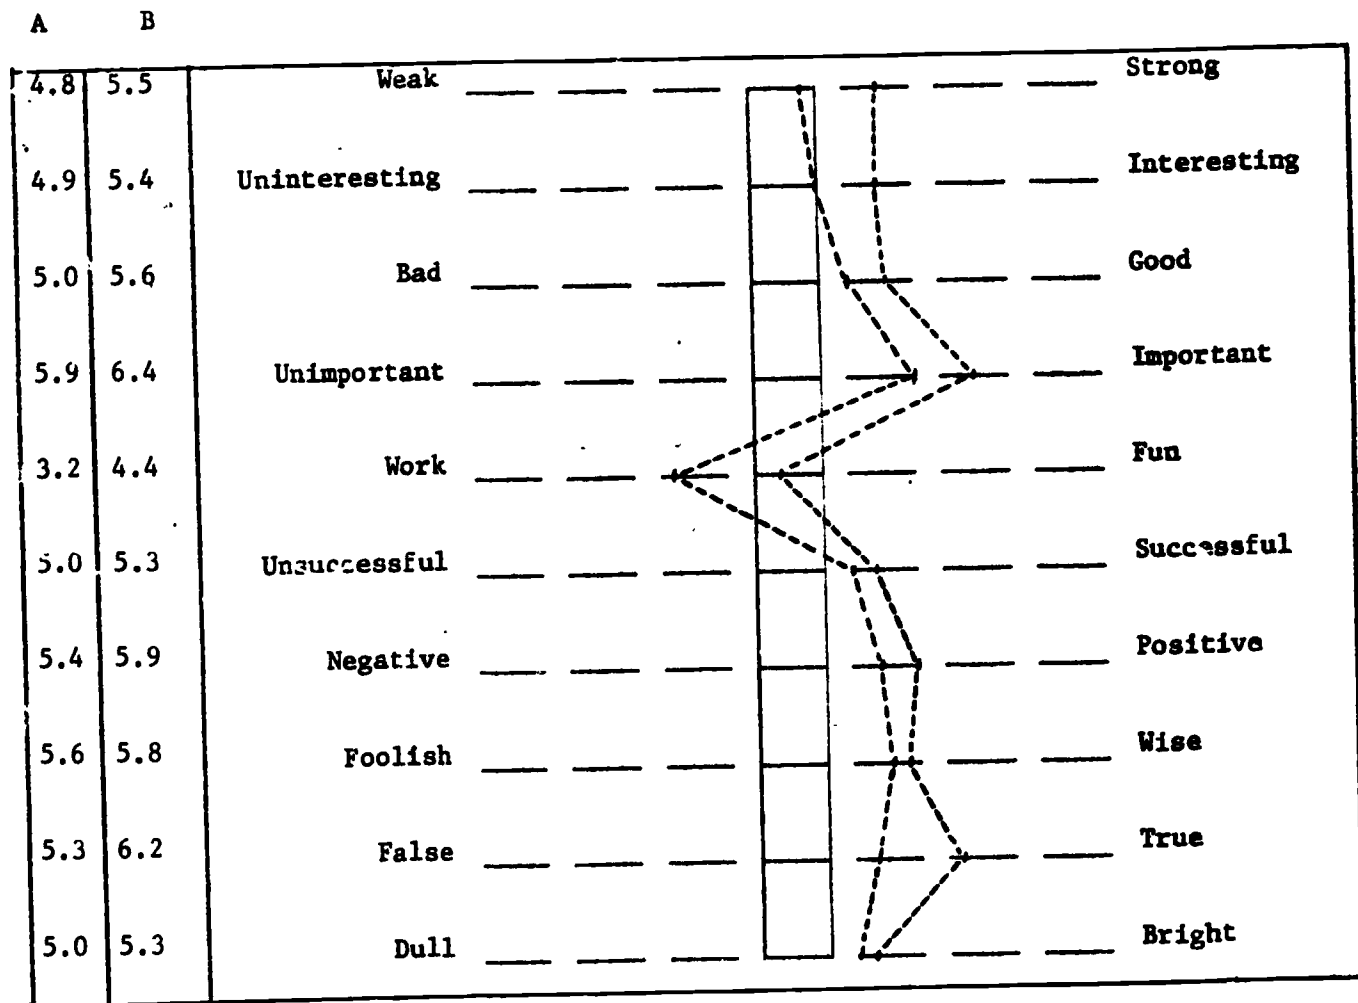 A B
4.8 5.5 Weak Strong
4.9 5.4 Uninteresting Interesting
5.0 5.6 Bad Good
5.9 6.4 Unimportant Important
3.2 4.4 Work Fun
5.0 5.3 Unsuccessful Successful
5.4 5.9 Negative Positive
5.6 5.8 Foolish Wise
5.3 6.2 False True
5.0 5.3 Dull Bright